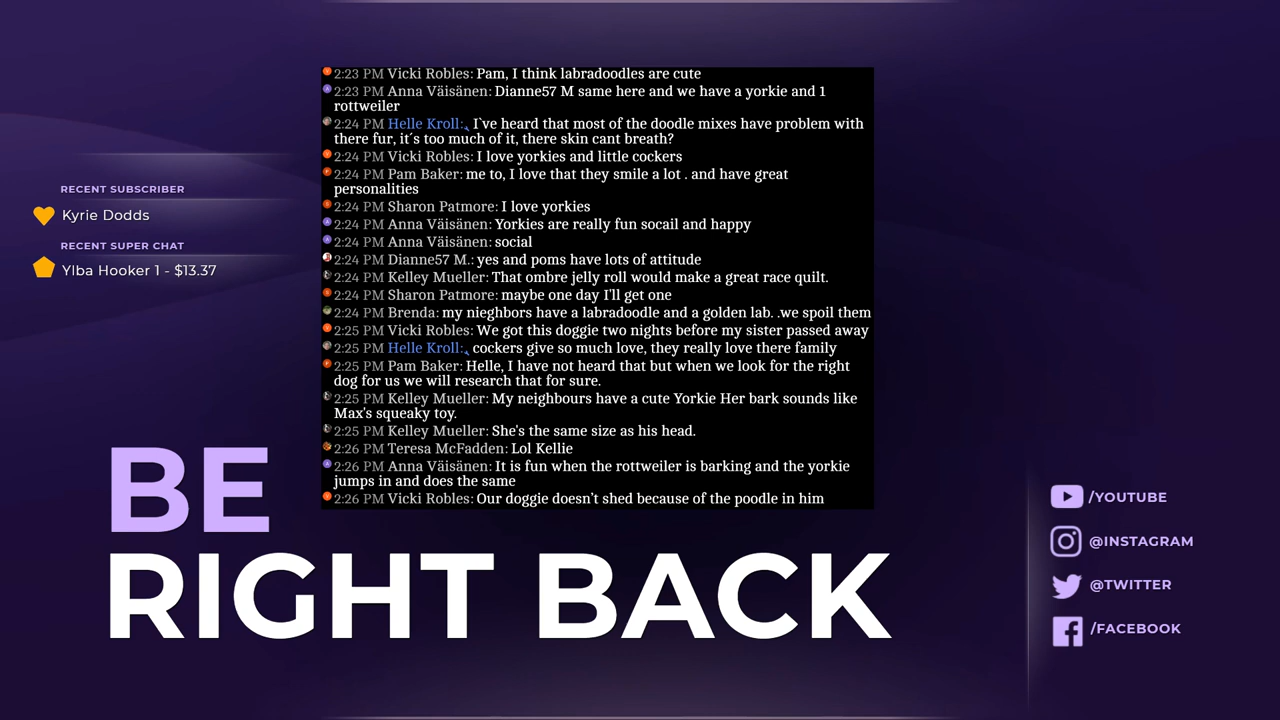 2:23 PM Vicki Robles: Pam, I think labradoodles are cute
2:23 PM Anna Väisänen: Dianne57 M same here and we have a yorkie and 1
rottweiler
2:24 PM Helle Kroll: I`ve heard that most of the doodle mixes have problem with
there fur, it´s too much of it, there skin cant breath?
2:24 PM Vicki Robles: I love yorkies and little cockers
2:24 PM Pam Baker: me to, I love that they smile a lot . and have great
personalities
2:24 PM Sharon Patmore: I love yorkies
2:24 PM Anna Väisänen: Yorkies are really fun socail and happy
2:24 PM Anna Väisänen: social
2:24 PM Dianne57 M.: yes and poms have lots of attitude
2:24 PM Kelley Mueller: That ombre jelly roll would make a great race quilt.
2:24 PM Sharon Patmore: maybe one day I'll get one
2:24 PM Brenda: my nieghbors have a labradoodle and a golden lab. .we spoil them
2:25 PM Vicki Robles: We got this doggie two nights before my sister passed away
2:25 PM Helle Kroll: cockers give so much love, they really love there family
2:25 PM Pam Baker: Helle, I have not heard that but when we look for the right
dog for us we will research that for sure.
2:25 PM Kelley Mueller: My neighbours have a cute Yorkie Her bark sounds like
Max's squeaky toy.
2:25 PM Kelley Mueller: She's the same size as his head.
2:26 PM Teresa McFadden: Lol Kellie
2:26 PM Anna Väisänen: It is fun when the rottweiler is barking and the yorkie
jumps in and does the same
2:26 PM Vicki Robles: Our doggie doesn't shed because of the poodle in him
RECENT SUBSCRIBER
Kyrie Dodds
RECENT SUPER CHAT
Ylba Hooker 1 - $13.37
BE
RIGHT BACK
/YOUTUBE
@INSTAGRAM
@TWITTER
/FACEBOOK